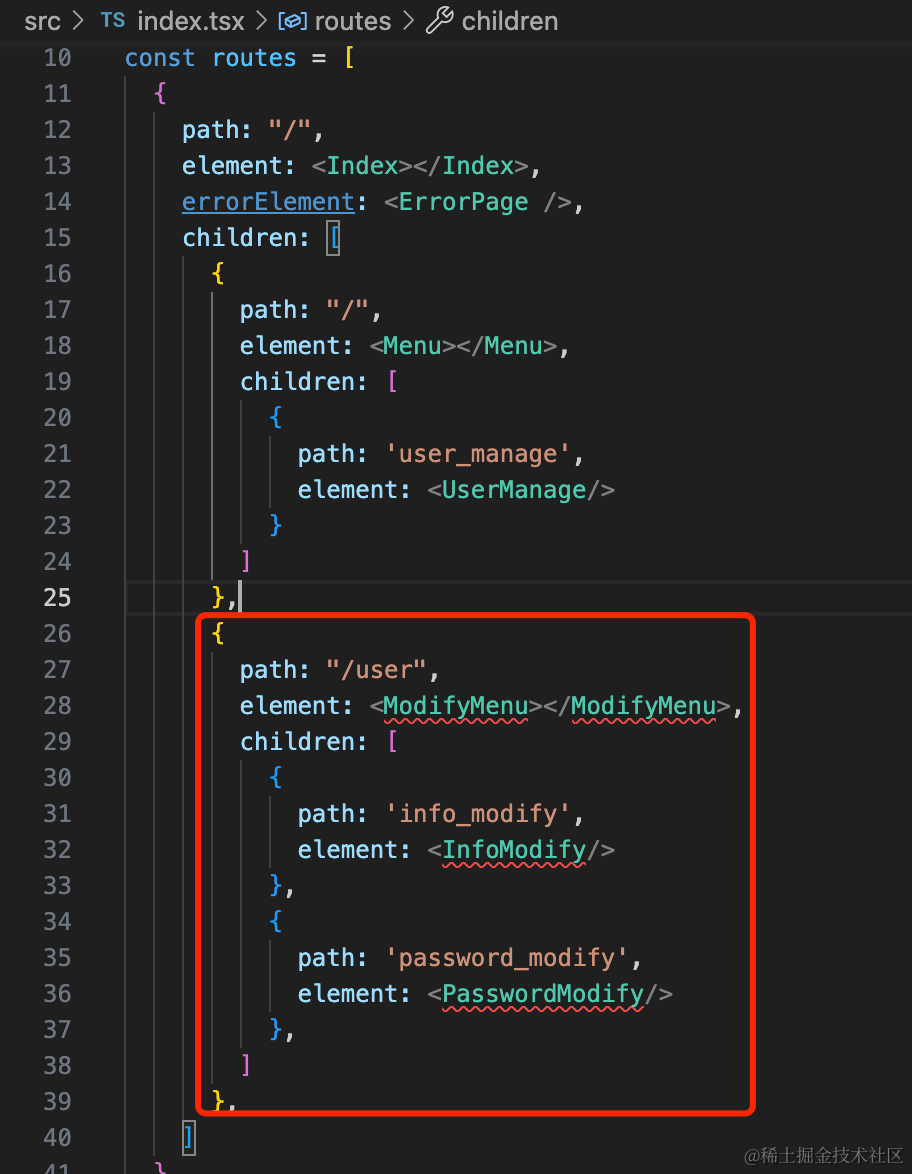 src > TS index.tsx > routes > children
10 const routes = [
11 {
12 path: "/",
13 element: <Index></Index>,
14 errorElement: <ErrorPage />,
15 children: [
16 {
17 path: "/",
18 element: <Menu></Menu>,
19 children: [
20 {
21 path: 'user_manage',
22 element: <UserManage/>
23 }
24 ]
25 },
26 {
27 path: "/user",
28 element: <ModifyMenu></ModifyMenu>,
29 children: [
30 {
31 path: 'info_modify',
32 element: <InfoModify/>
33 },
34 {
35 path: 'password_modify',
36 element: <PasswordModify/>
37 },
38 ]
39 },
40 ]
41 }
@稀土掘金技术社区